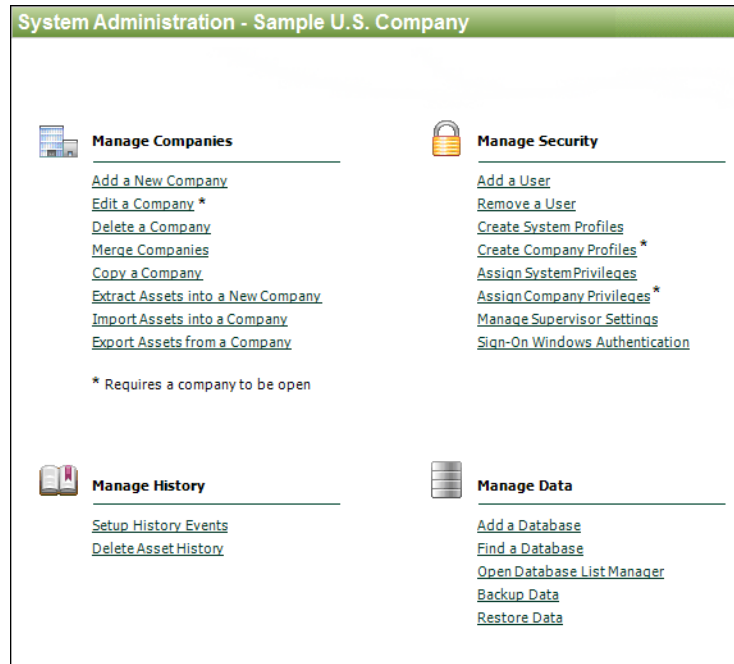 System Administration - Sample U.S. Company
Manage Companies
Add a New Company
Edit a Company *
Delete a Company
Merge Companies
Copy a Company
Extract Assets into a New Company
Import Assets into a Company
Export Assets from a Company
* Requires a company to be open
Manage Security
Add a User
Remove a User
Create System Profiles
Create Company Profiles *
Assign System Privileges
Assign Company Privileges *
Manage Supervisor Settings
Sign-On Windows Authentication
Manage History
Setup History Events
Delete Asset History
Manage Data
Add a Database
Find a Database
Open Database List Manager
Backup Data
Restore Data